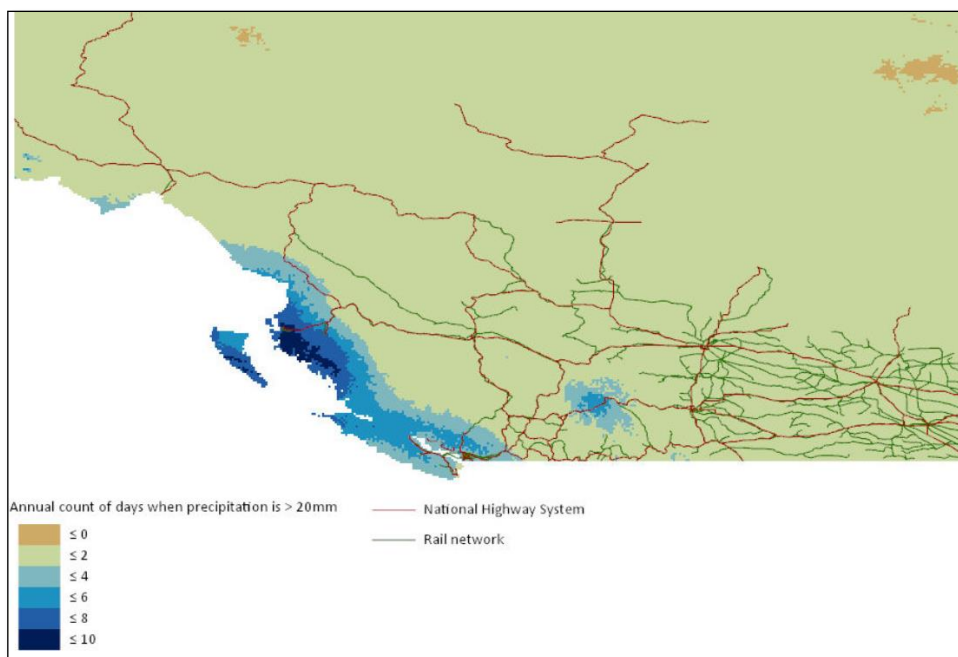 Annual count of days when precipitation is > 20mm
≤ 0
≤ 2
≤ 4
≤ 6
≤ 8
≤ 10
National Highway System
Rail network